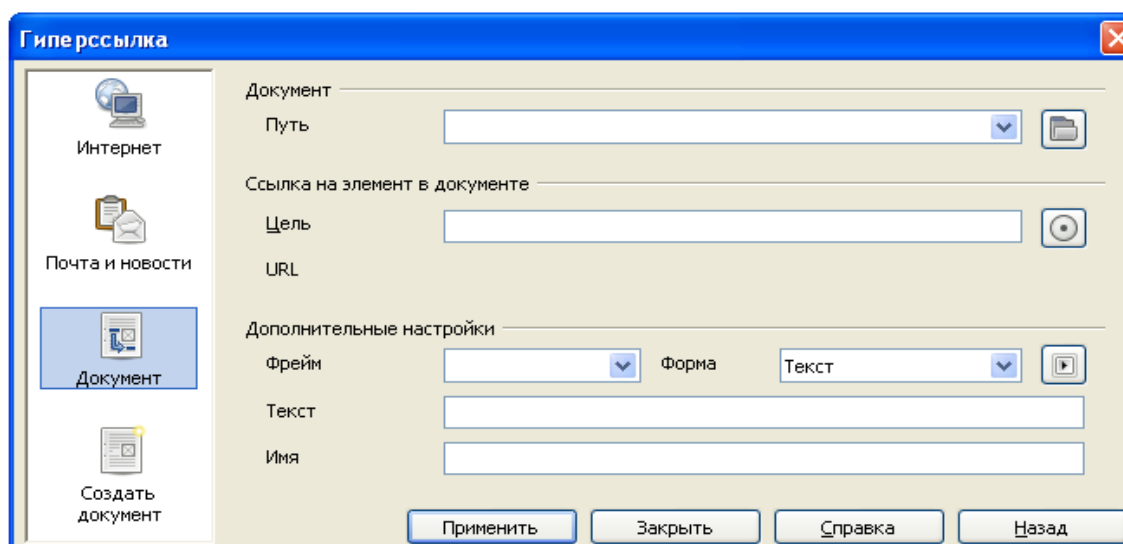 Гиперссылка
Интернет
Почта и новости
Документ
Создать
документ
Документ
Путь
Ссылка на элемент в документе
Цель
URL
Дополнительные настройки
Фрейм Форма Текст
Текст
Имя
Применить Закрыть Справка Назад